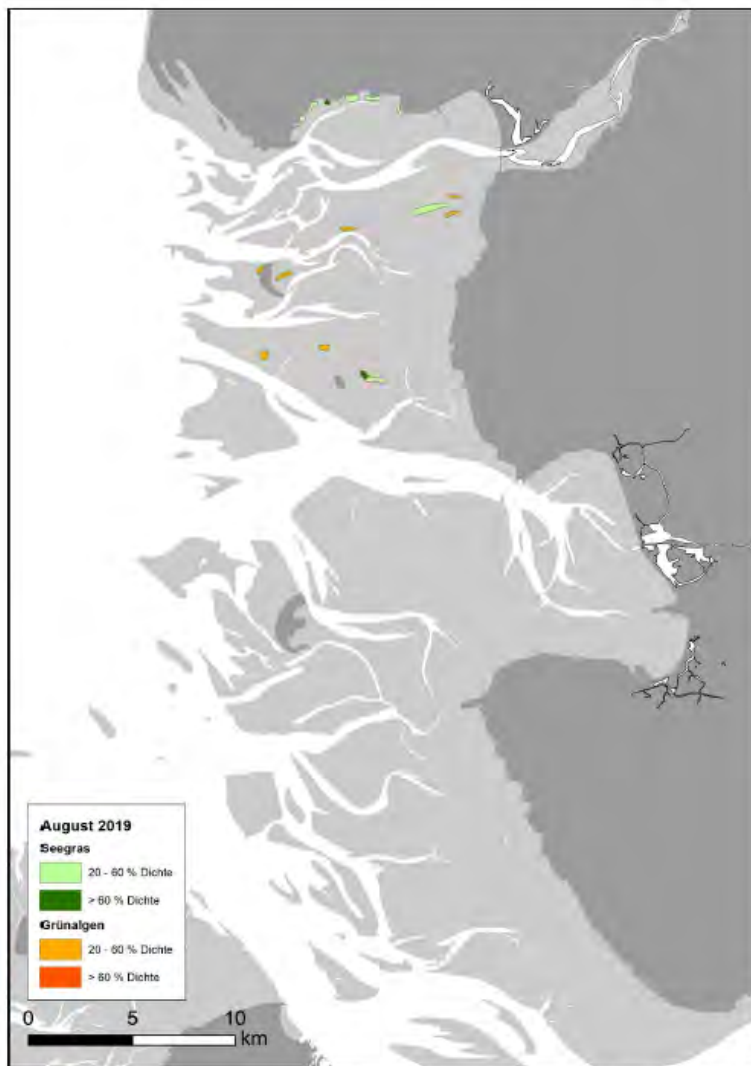 August 2019
Seegras
20 - 60 % Dichte
> 60 % Dichte
Grünalgen
20 - 60 % Dichte
> 60 % Dichte
0 5 10
km